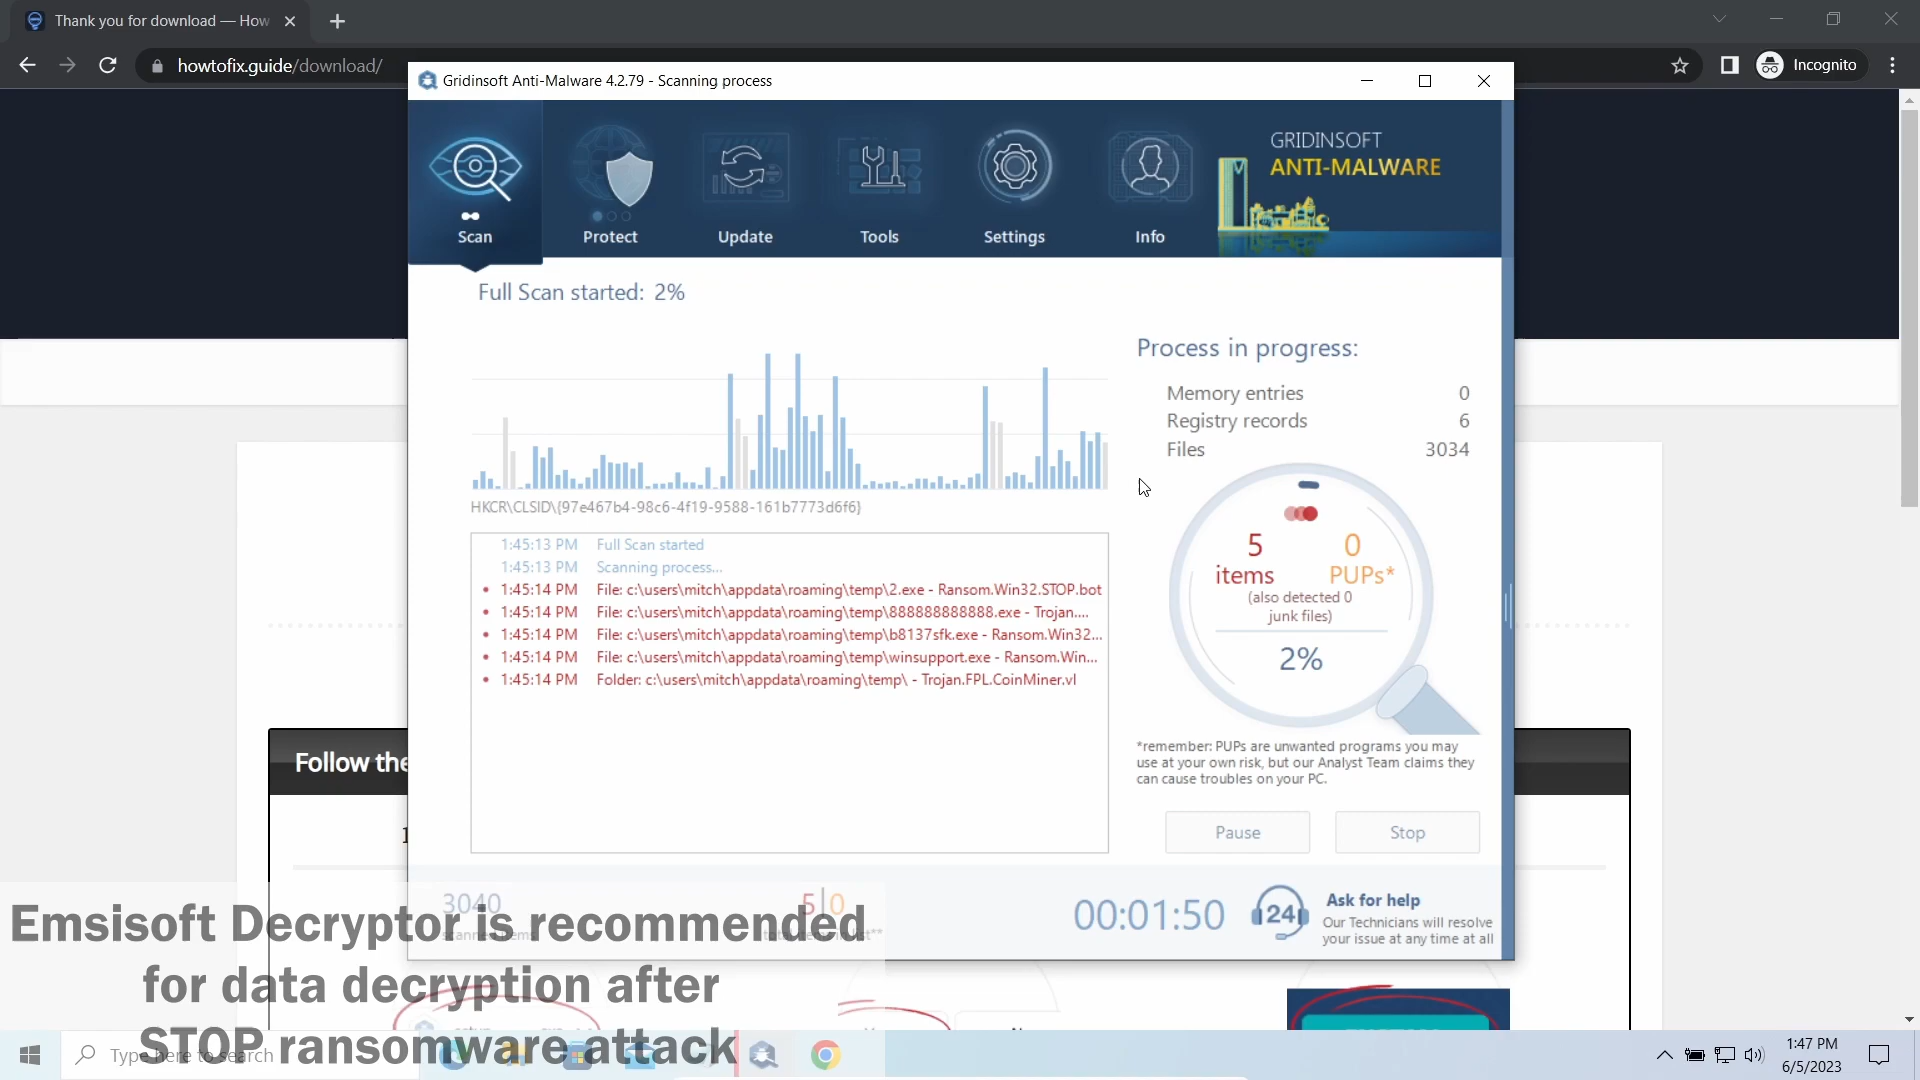 Thank you for download — How
howtofix.guide/download/
Incognito
Gridinsoft Anti-Malware 4.2.79 - Scanning process
Scan
Protect
Update
Tools
Settings
Info
GRIDINSOFT
ANTI-MALWARE
Full Scan started: 2%
Process in progress:
Memory entries 0
Registry records 6
Files 3034
HKCR\CLSID\{97e467b4-98c6-4f19-9588-161b7773d6f6}
1:45:13 PM Full Scan started
1:45:13 PM Scanning process...
1:45:14 PM File: c:\users\mitch\appdata\roaming\temp\2.exe - Ransom.Win32.STOP.bot
1:45:14 PM File: c:\users\mitch\appdata\roaming\temp\888888888888.exe - Trojan....
1:45:14 PM File: c:\users\mitch\appdata\roaming\temp\b8137sfk.exe - Ransom.Win32...
1:45:14 PM File: c:\users\mitch\appdata\roaming\temp\winsupport.exe - Ransom.Win...
1:45:14 PM Folder: c:\users\mitch\appdata\roaming\temp\ - Trojan.FPL.CoinMiner.vl
5 0
items PUPs*
(also detected 0
junk files)
2%
*remember: PUPs are unwanted programs you may
use at your own risk, but our Analyst Team claims they
can cause troubles on your PC.
Pause
Stop
Follow the
3040
5|0
00:01:50
24
Ask for help
Our Technicians will resolve
your issue at any time at all
Emsisoft Decryptor is recommended
for data decryption after
STOP ransomware attack
Type here to search
1:47 PM
6/5/2023